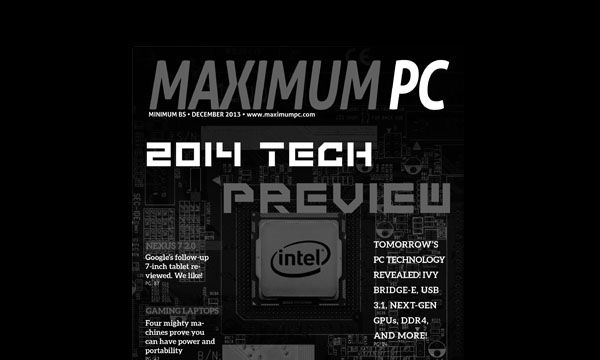 MAXIMUM PC
MINIMUM BS • DECEMBER 2013 • www.maximumpc.com
2014 TECH
PREVIEW
intel
NEXUS 7 2.0
Google's follow-up
7-inch tablet re-
viewed. We like!
GAMING LAPTOPS
Four mighty ma-
chines prove you
can have power and
portability
TOMORROW'S
PC TECHNOLOGY
REVEALED! IVY
BRIDGE-E, USB
3.1, NEXT-GEN
GPUs, DDR4,
AND MORE!